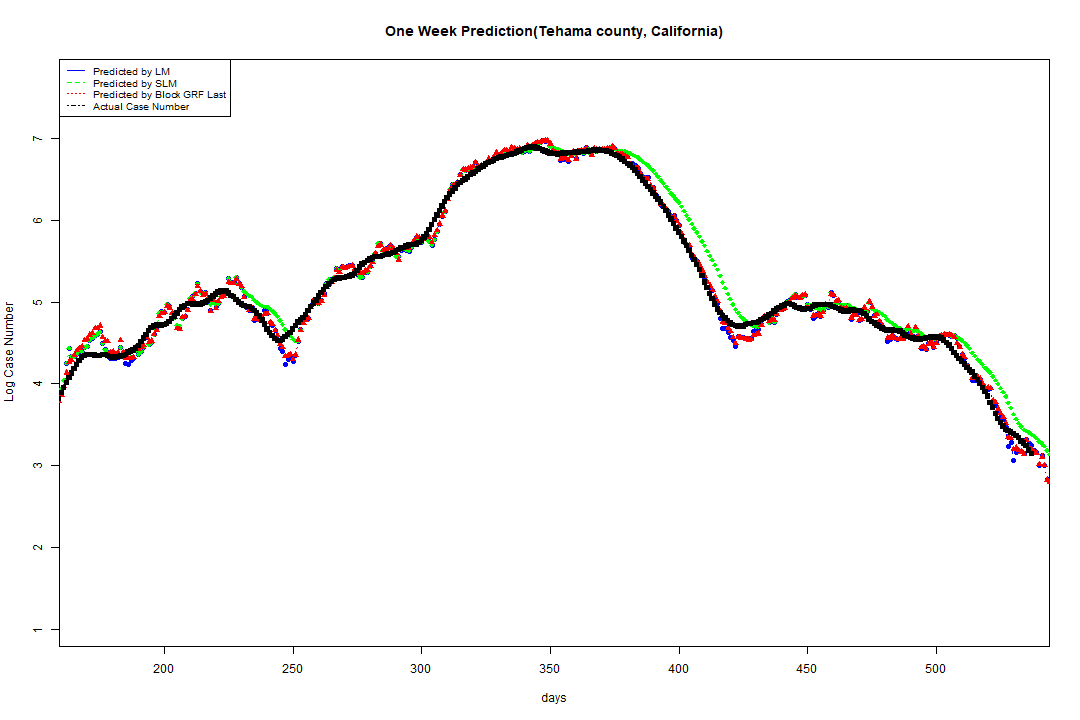 One Week Prediction(Tehama county, California)
Predicted by LM
Predicted by SLM
Predicted by Block GRF Last
Actual Case Number
7
6
5
4
3
2
1
Log Case Number
200 250 300 350 400 450 500
days